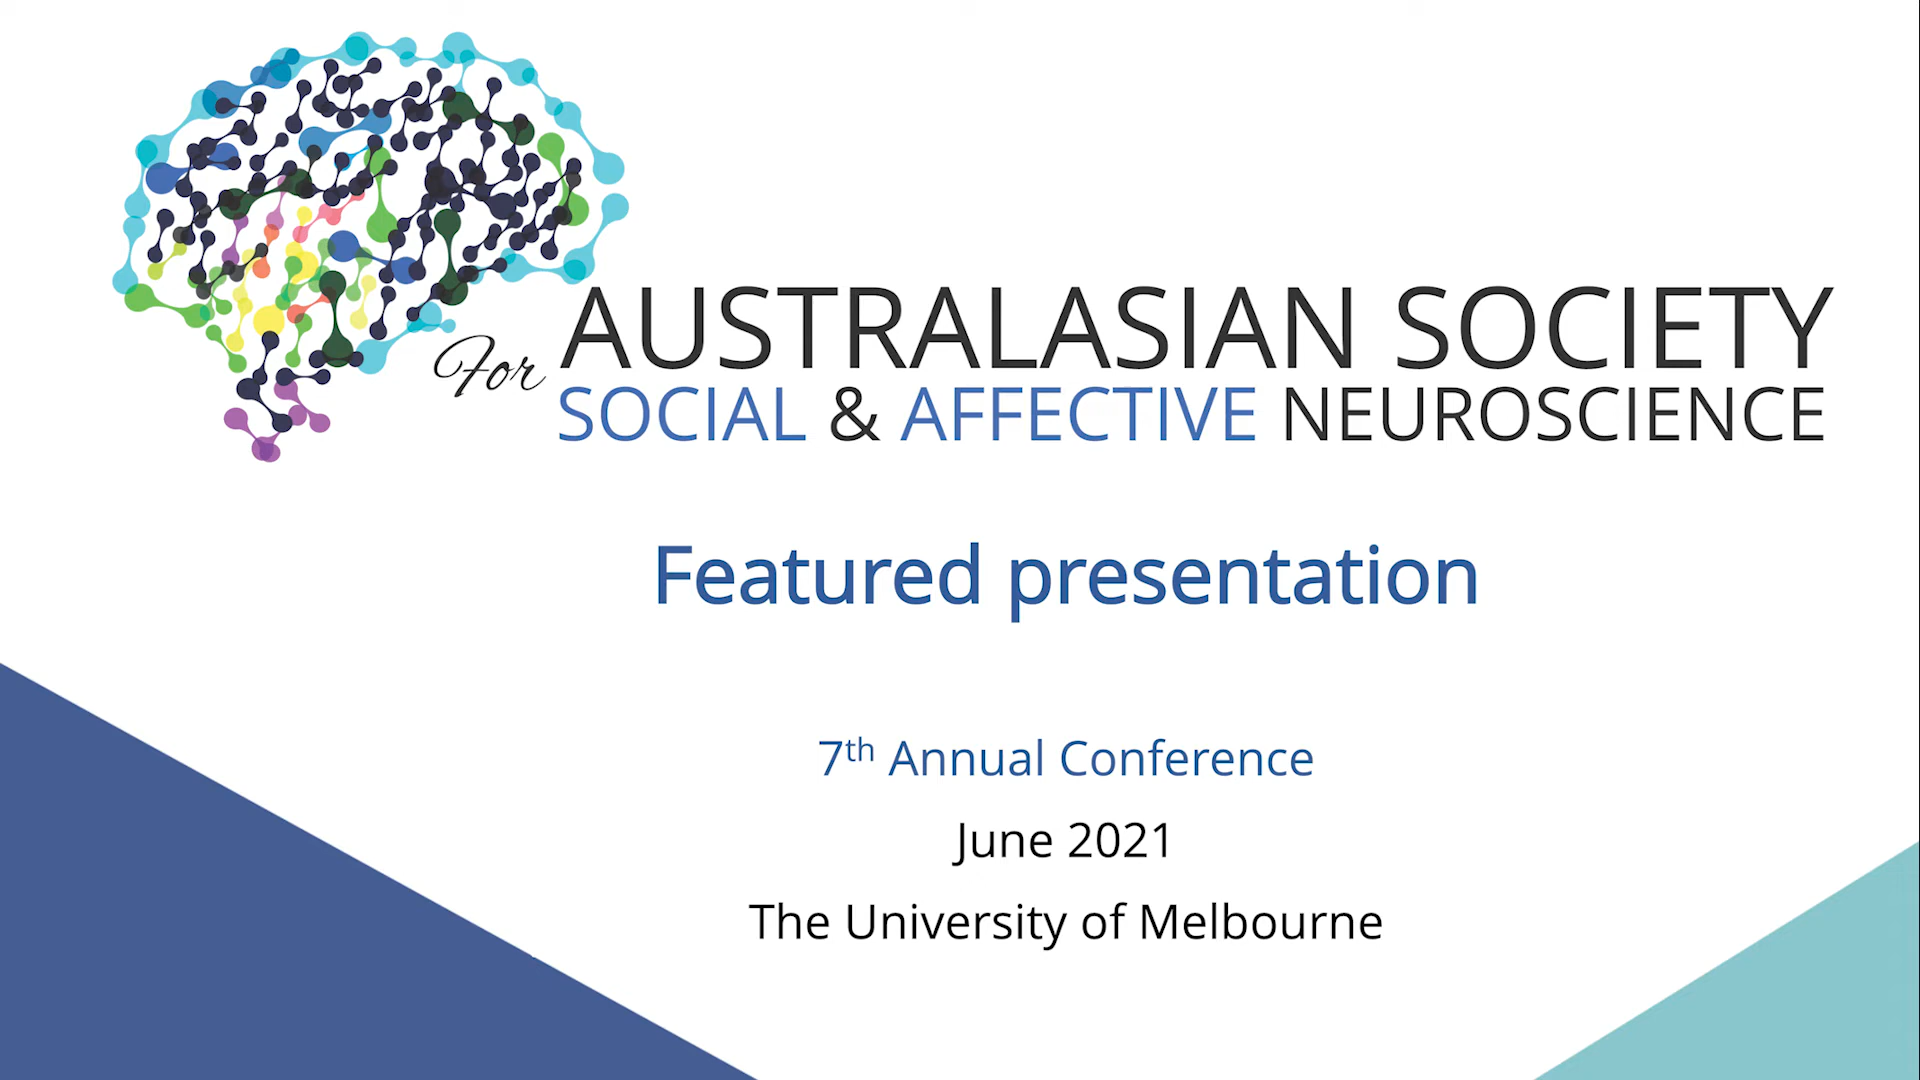 For AUSTRALASIAN SOCIETY
SOCIAL & AFFECTIVE NEUROSCIENCE
Featured presentation
7th Annual Conference
June 2021
The University of Melbourne